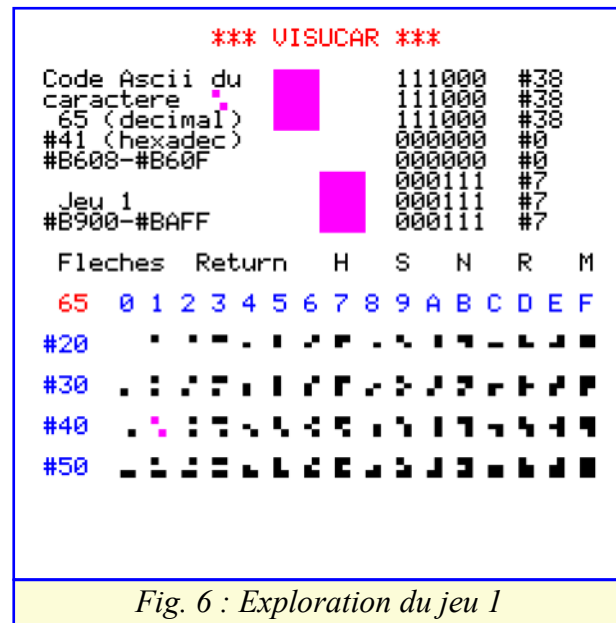 *** VISUCAR ***
Code Ascii du 111000 #38
caractere 111000 #38
65 (decimal) 111000 #38
#41 (hexadec) 000000 #0
#B608-#B60F 000000 #0
000111 #7
Jeu 1 000111 #7
#B900-#BAFF 000111 #7
Fleches Return H S N R M
65 0 1 2 3 4 5 6 7 8 9 A B C D E F
#20
#30
#40
#50
Fig. 6 : Exploration du jeu 1